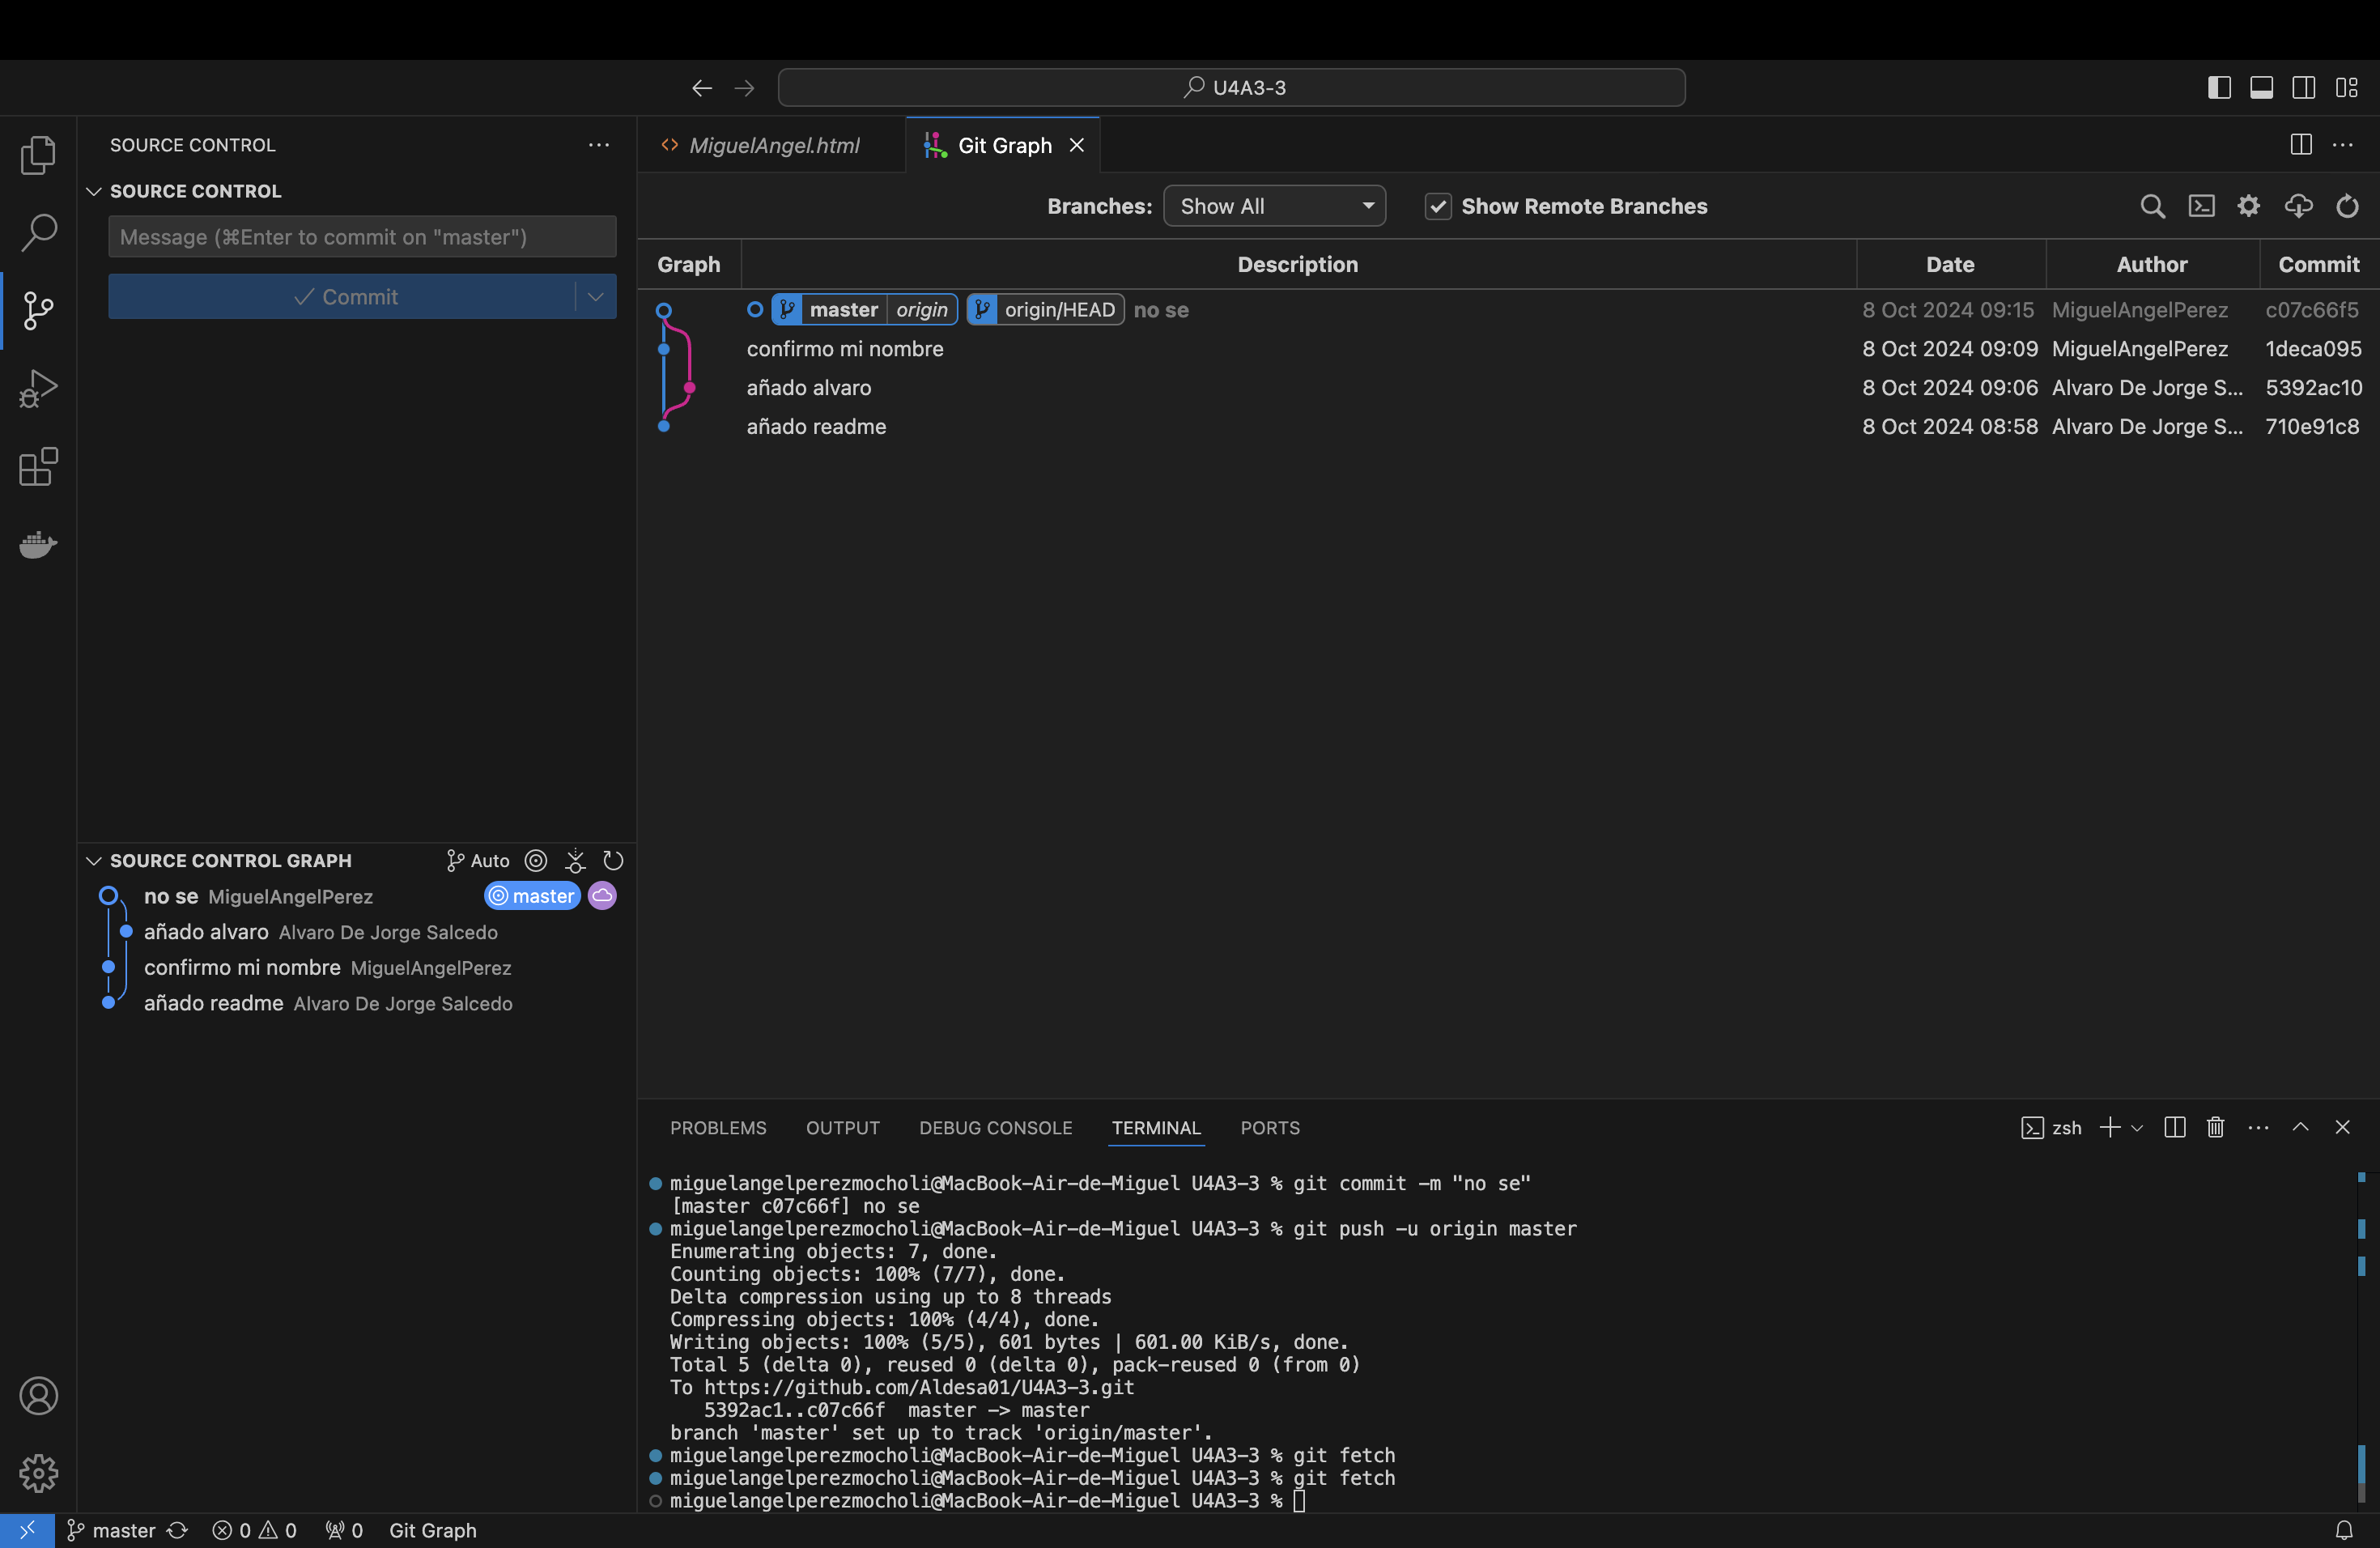 U4A3-3
SOURCE CONTROL
SOURCE CONTROL
Message (⌘Enter to commit on "master")
Commit
SOURCE CONTROL GRAPH Auto
no se MiguelAngelPerez master
añado alvaro Alvaro De Jorge Salcedo
confirmo mi nombre MiguelAngelPerez
añado readme Alvaro De Jorge Salcedo
MiguelAngel.html Git Graph
Branches: Show All Show Remote Branches
Graph Description Date Author Commit
master origin origin/HEAD no se 8 Oct 2024 09:15 MiguelAngelPerez c07c66f5
confirmo mi nombre 8 Oct 2024 09:09 MiguelAngelPerez 1deca095
añado alvaro 8 Oct 2024 09:06 Alvaro De Jorge S... 5392ac10
añado readme 8 Oct 2024 08:58 Alvaro De Jorge S... 710e91c8
PROBLEMS OUTPUT DEBUG CONSOLE TERMINAL PORTS zsh
miguelangelperezmocholi@MacBook-Air-de-Miguel U4A3-3 % git commit -m "no se"
[master c07c66f] no se
miguelangelperezmocholi@MacBook-Air-de-Miguel U4A3-3 % git push -u origin master
Enumerating objects: 7, done.
Counting objects: 100% (7/7), done.
Delta compression using up to 8 threads
Compressing objects: 100% (4/4), done.
Writing objects: 100% (5/5), 601 bytes | 601.00 KiB/s, done.
Total 5 (delta 0), reused 0 (delta 0), pack-reused 0 (from 0)
To https://github.com/Aldesa01/U4A3-3.git
5392ac1..c07c66f master -> master
branch 'master' set up to track 'origin/master'.
miguelangelperezmocholi@MacBook-Air-de-Miguel U4A3-3 % git fetch
miguelangelperezmocholi@MacBook-Air-de-Miguel U4A3-3 % git fetch
miguelangelperezmocholi@MacBook-Air-de-Miguel U4A3-3 %
master 0 0 0 Git Graph